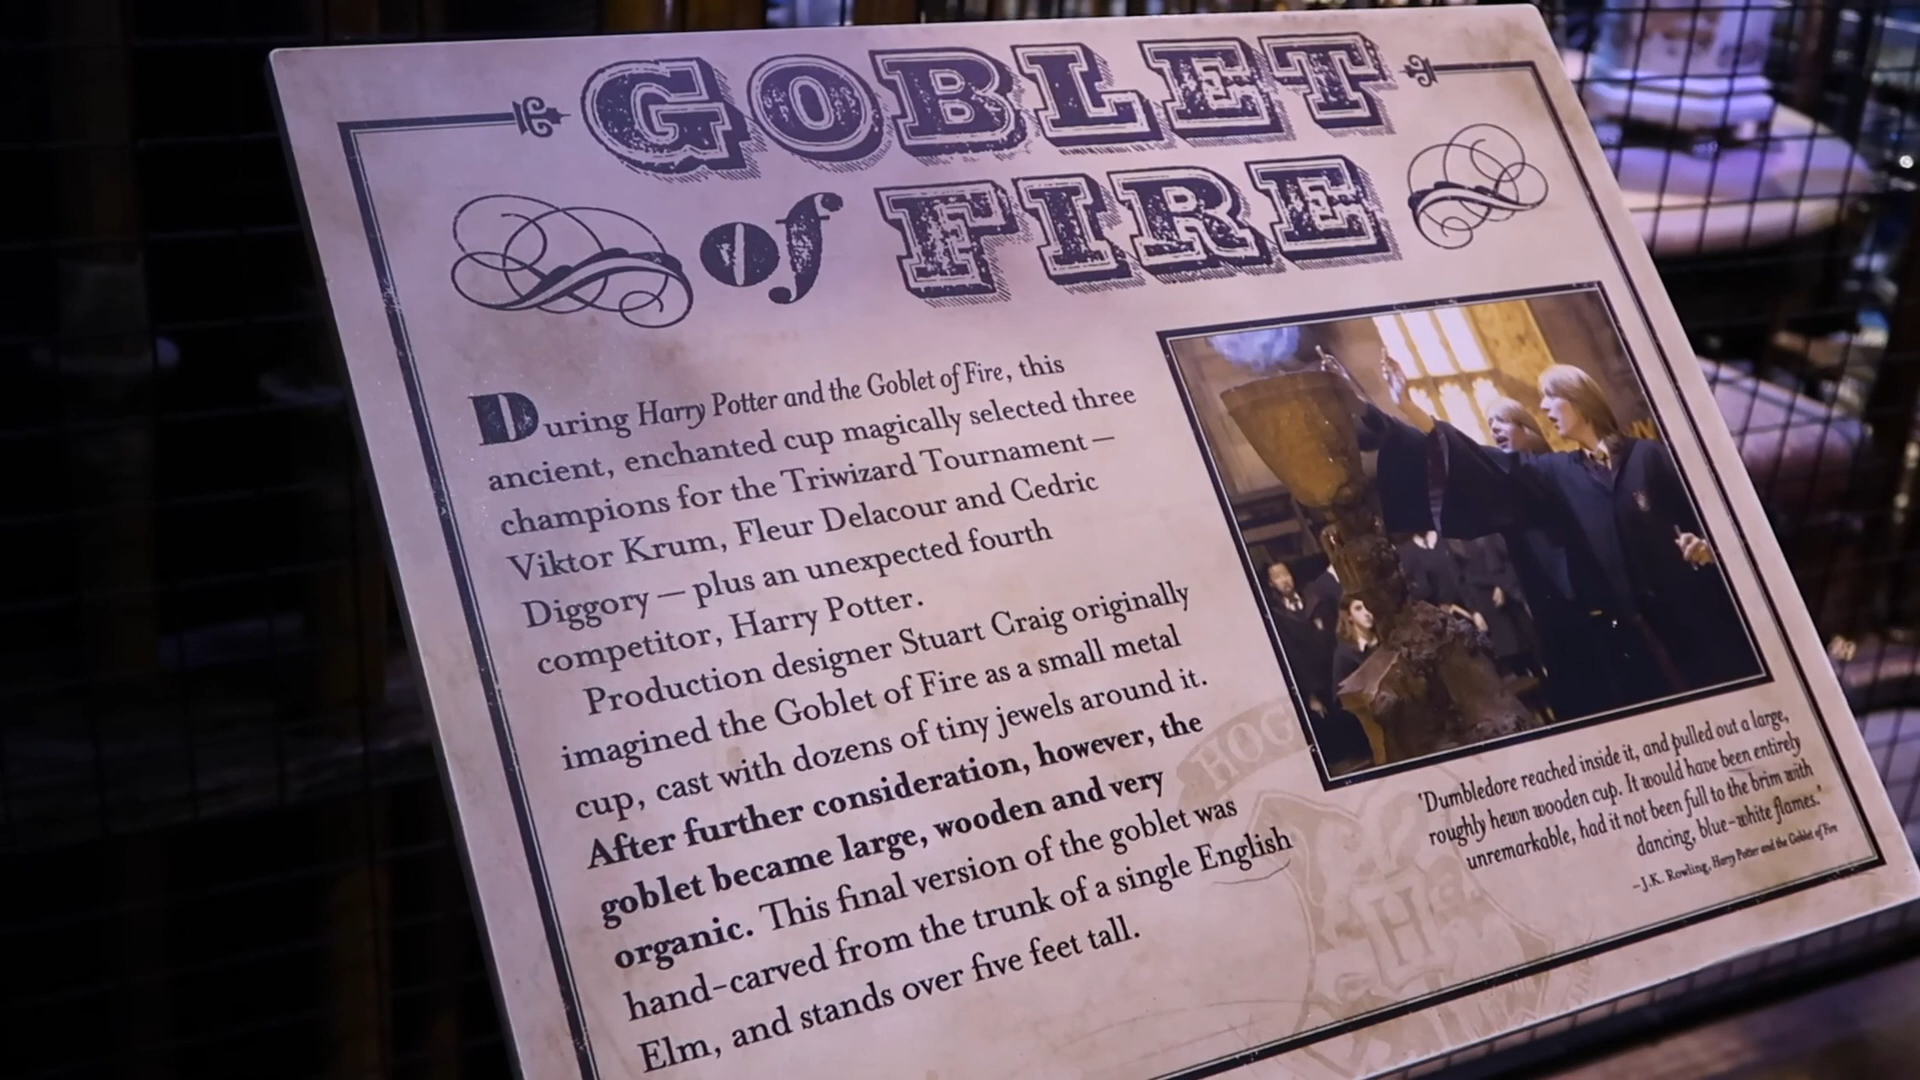 GOBLET
of FIRE
During Harry Potter and the Goblet of Fire, this
ancient, enchanted cup magically selected three
champions for the Triwizard Tournament —
Viktor Krum, Fleur Delacour and Cedric
Diggory — plus an unexpected fourth
competitor, Harry Potter.
Production designer Stuart Craig originally
imagined the Goblet of Fire as a small metal
cup, cast with dozens of tiny jewels around it.
After further consideration, however, the
goblet became large, wooden and very
organic. This final version of the goblet was
hand-carved from the trunk of a single English
Elm, and stands over five feet tall.
'Dumbledore reached inside it, and pulled out a large,
roughly hewn wooden cup. It would have been entirely
unremarkable, had it not been full to the brim with
dancing, blue-white flames.'
–J.K. Rowling, Harry Potter and the Goblet of Fire
HOG
H